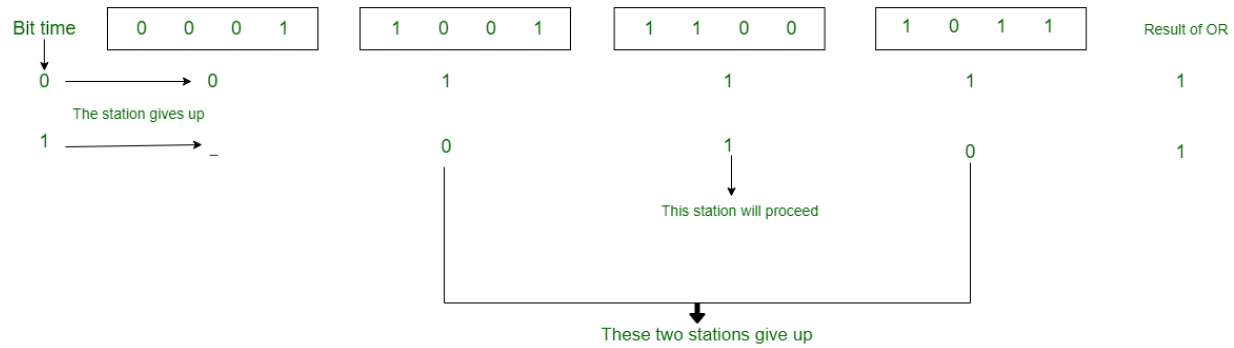 Bit time 0 0 0 1 1 0 0 1 1 1 0 0 1 0 1 1 Result of OR
0 0 1 1 1 1
The station gives up
1 _ 0 1 0 1
This station will proceed
These two stations give up